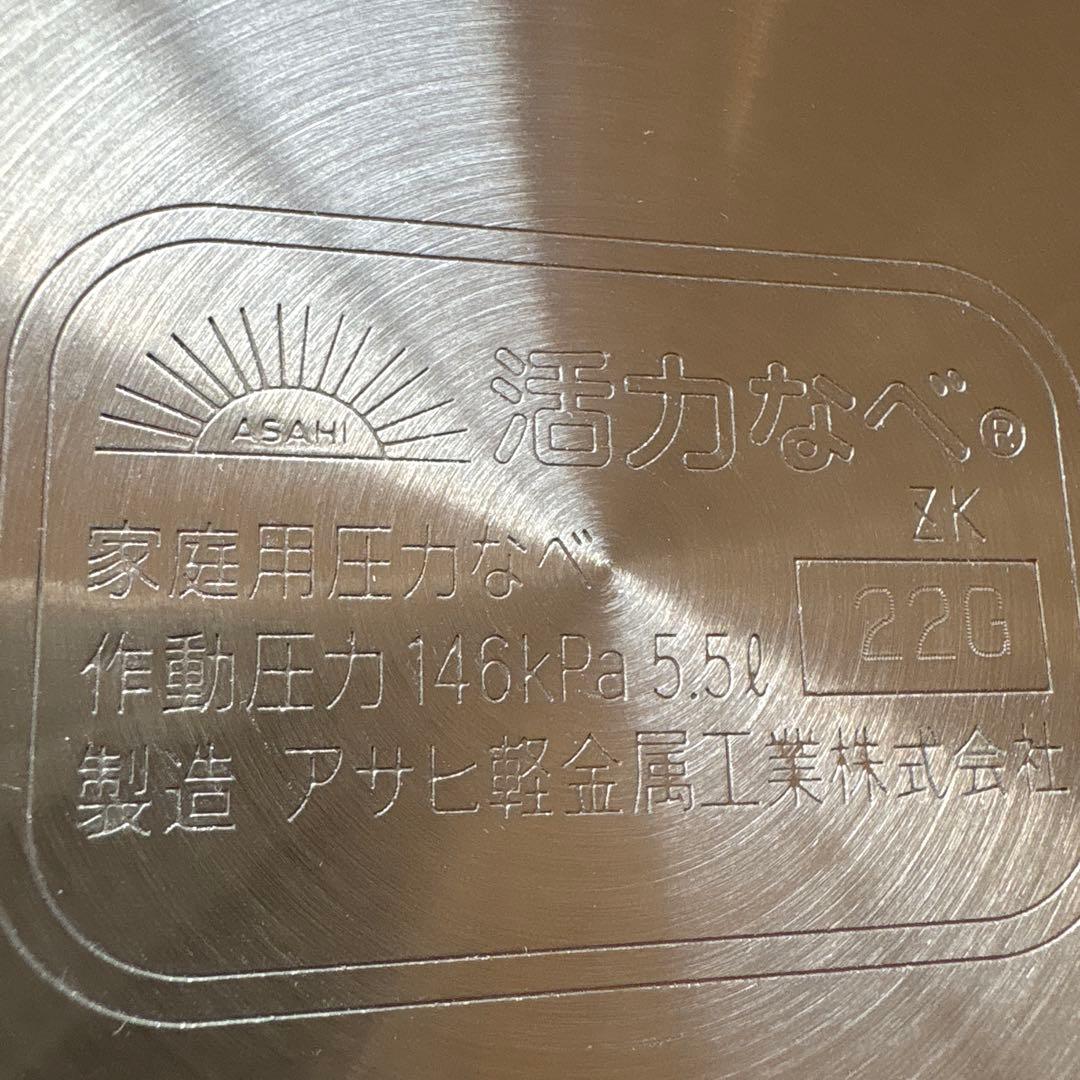 ASAHI
活力なべ®
ZK
家庭用圧力なべ
22G
作動圧力 146kPa 5.5ℓ
製造 アサヒ軽金属工業株式会社